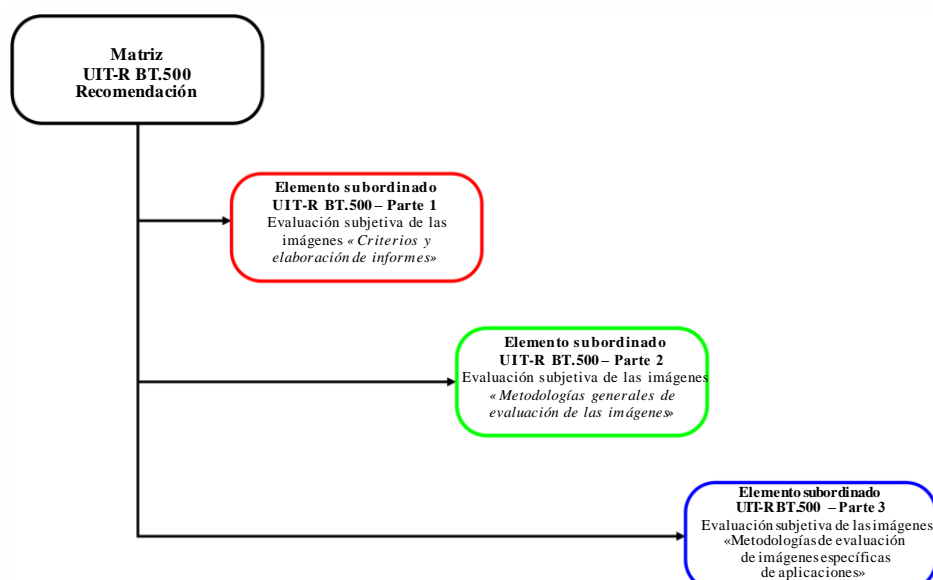 Matriz
UIT-R BT.500
Recomendación
Elemento subordinado
UIT-R BT.500 – Parte 1
Evaluación subjetiva de las
imágenes «Criterios y
elaboración de informes»
Elemento subordinado
UIT-R BT.500 – Parte 2
Evaluación subjetiva de las imágenes
«Metodologías generales de
evaluación de las imágenes»
Elemento subordinado
UIT-R BT.500 – Parte 3
Evaluación subjetiva de las imágenes
«Metodologías de evaluación
de imágenes específicas
de aplicaciones»